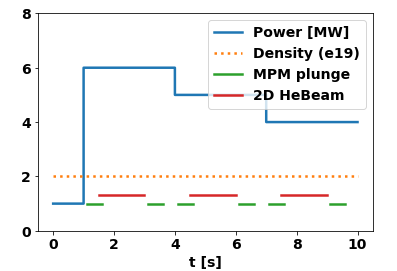 8
6
4
2
0
Power [MW]
Density (e19)
MPM plunge
2D HeBeam
0 2 4 6 8 10
t [s]